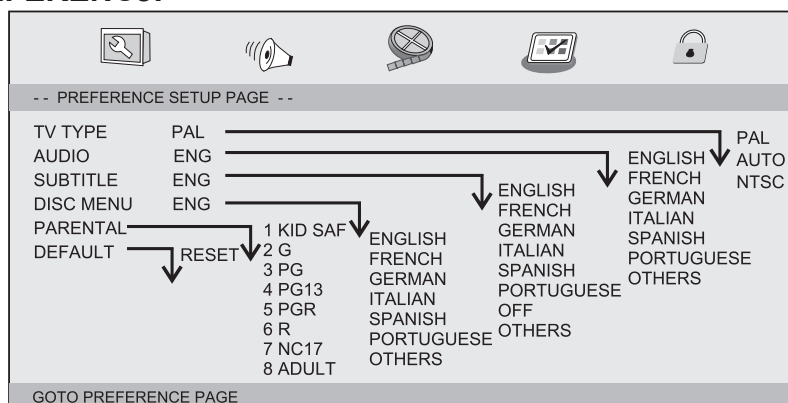 -- PREFERENCE SETUP PAGE --
TV TYPE PAL
AUDIO ENG
SUBTITLE ENG
DISC MENU ENG
PARENTAL
DEFAULT
RESET
1 KID SAF
2 G
3 PG
4 PG13
5 PGR
6 R
7 NC17
8 ADULT
ENGLISH
FRENCH
GERMAN
ITALIAN
SPANISH
PORTUGUESE
OTHERS
ENGLISH
FRENCH
GERMAN
ITALIAN
SPANISH
PORTUGUESE
OFF
OTHERS
ENGLISH
FRENCH
GERMAN
ITALIAN
SPANISH
PORTUGUESE
OTHERS
PAL
AUTO
NTSC
GOTO PREFERENCE PAGE